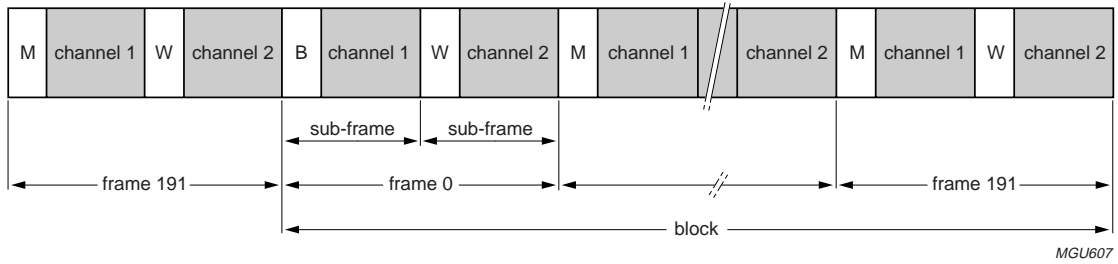 M channel 1 W channel 2 B channel 1 W channel 2 M channel 1 channel 2 M channel 1 W channel 2
sub-frame sub-frame
frame 191 frame 0 frame 191
block
MGU607